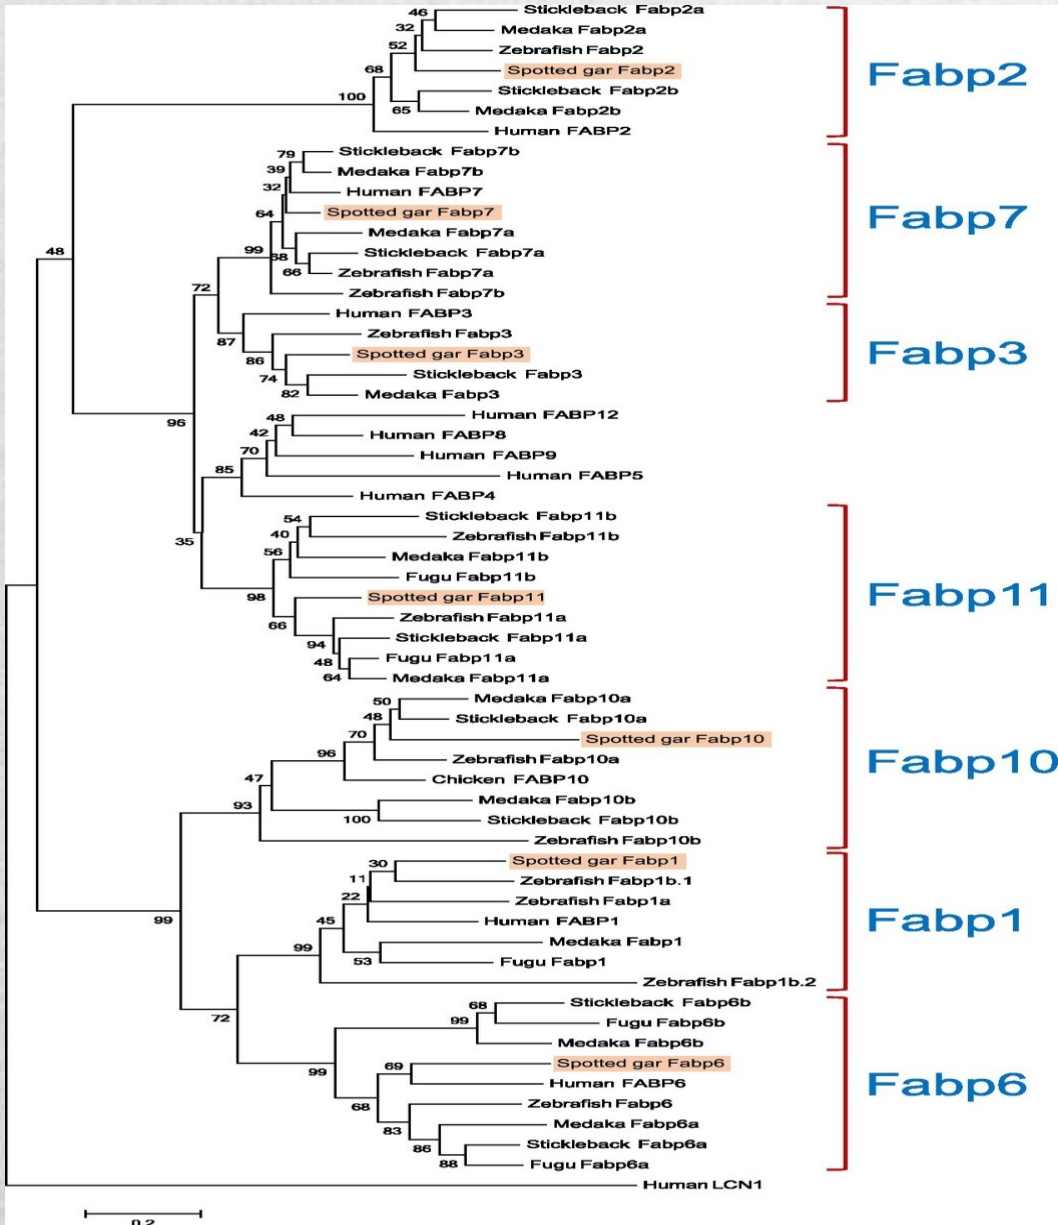 46 Stickleback Fabp2a
32 Medaka Fabp2a
52 Zebrafish Fabp2
Spotted gar Fabp2
Fabp2
68
100
Stickleback Fabp2b
65 Medaka Fabp2b
Human FABP2
79 Stickleback Fabp7b
39 Medaka Fabp7b
32 Human FABP7
64 Spotted gar Fabp7
Fabp7
Medaka Fabp7a
99
68
Stickleback Fabp7a
66 Zebrafish Fabp7a
48
72
Zebrafish Fabp7b
Human FABP3
87
Zebrafish Fabp3
86 Spotted gar Fabp3
Fabp3
74 Stickleback Fabp3
82 Medaka Fabp3
96
48 Human FABP12
42 Human FABP8
70 Human FABP9
85 Human FABP5
Human FABP4
35
54 Stickleback Fabp11b
40 Zebrafish Fabp11b
56 Medaka Fabp11b
Fugu Fabp11b
98
Spotted gar Fabp11
Fabp11
66 Zebrafish Fabp11a
94 Stickleback Fabp11a
48 Fugu Fabp11a
64 Medaka Fabp11a
50 Medaka Fabp10a
48 Stickleback Fabp10a
70 Spotted gar Fabp10
96 Zebrafish Fabp10a
Fabp10
47 Chicken FABP10
93
Medaka Fabp10b
100 Stickleback Fabp10b
Zebrafish Fabp10b
30 Spotted gar Fabp1
11 Zebrafish Fabp1b.1
22 Zebrafish Fabp1a
45 Human FABP1
Fabp1
99
99
Medaka Fabp1
53 Fugu Fabp1
Zebrafish Fabp1b.2
72
68 Stickleback Fabp6b
99 Fugu Fabp6b
Medaka Fabp6b
99
69 Spotted gar Fabp6
Human FABP6
Fabp6
68 Zebrafish Fabp6
83 Medaka Fabp6a
86 Stickleback Fabp6a
88 Fugu Fabp6a
Human LCN1
0.2